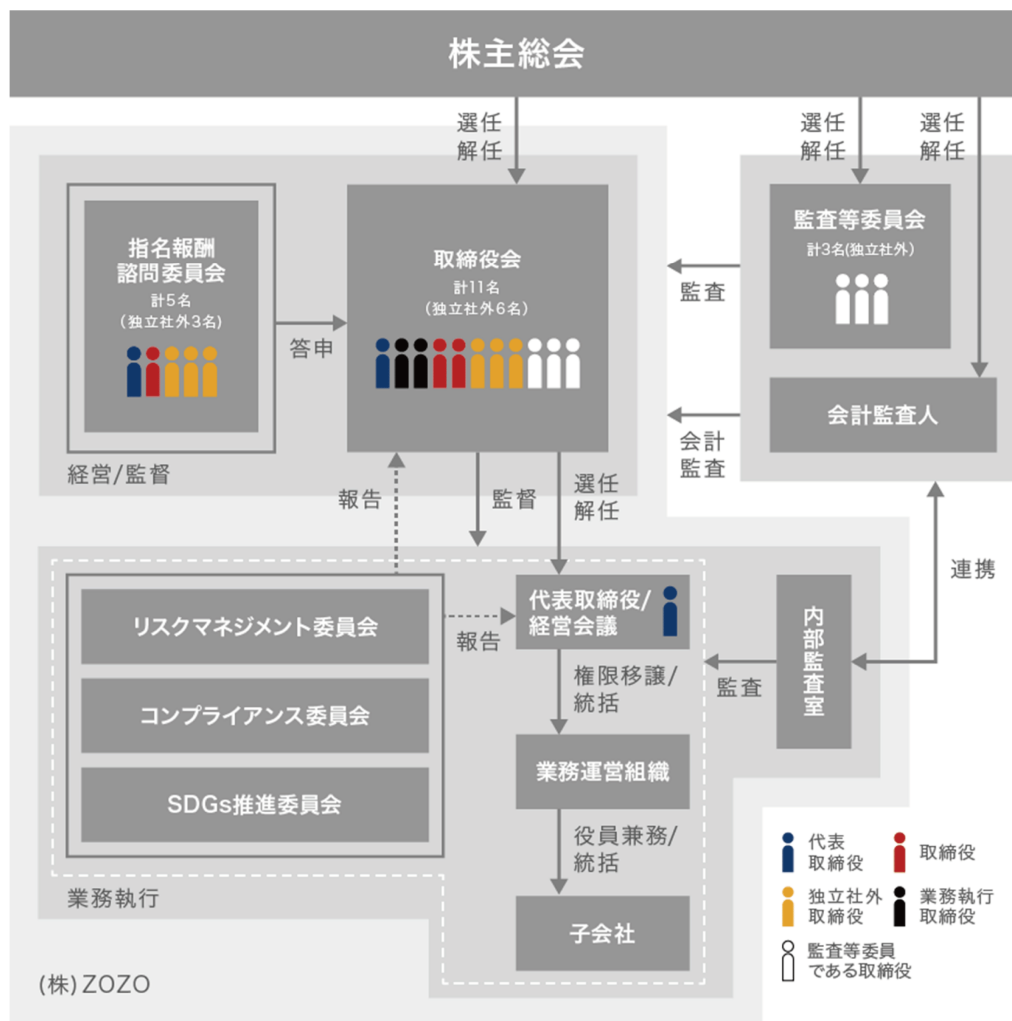 株主総会
選任
解任
選任
解任
選任
解任
指名報酬
諮問委員会
計5名
(独立社外3名)
答申
取締役会
計11名
(独立社外6名)
監査等委員会
計3名(独立社外)
監査
会計監査人
会計
監査
経営/監督
報告
監督
選任
解任
連携
リスクマネジメント委員会
コンプライアンス委員会
SDGs推進委員会
報告
代表取締役/
経営会議
権限移譲/
統括
業務運営組織
役員兼務/
統括
子会社
監査
内部監査室
業務執行
(株)ZOZO
代表
取締役
取締役
独立社外
取締役
業務執行
取締役
監査等委員
である取締役